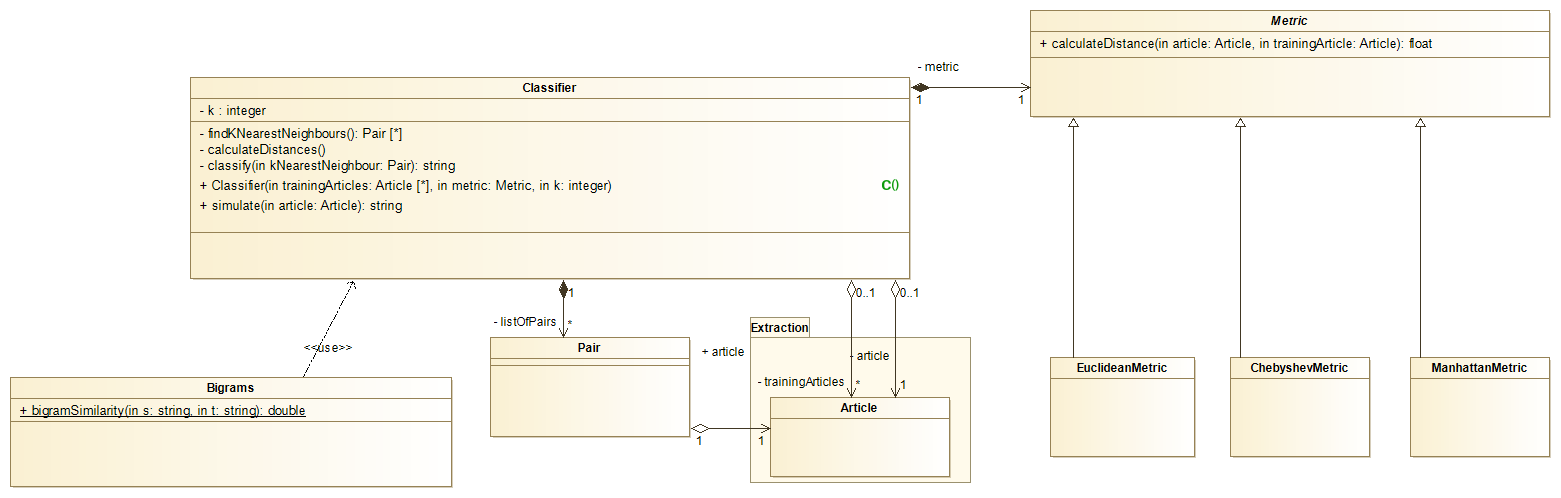 Metric
+ calculateDistance(in article: Article, in trainingArticle: Article): float
- metric
1
1
Classifier
- k : integer
- findKNearestNeighbours(): Pair [*]
- calculateDistances()
- classify(in kNearestNeighbour: Pair): string
+ Classifier(in trainingArticles: Article [*], in metric: Metric, in k: integer)
C()
+ simulate(in article: Article): string
1
0..1
0..1
- listOfPairs
*
Extraction
<<use>>
Pair
+ article
- article
- trainingArticles
*
1
Article
1
1
Bigrams
+ bigramSimilarity(in s: string, in t: string): double
EuclideanMetric
ChebyshevMetric
ManhattanMetric